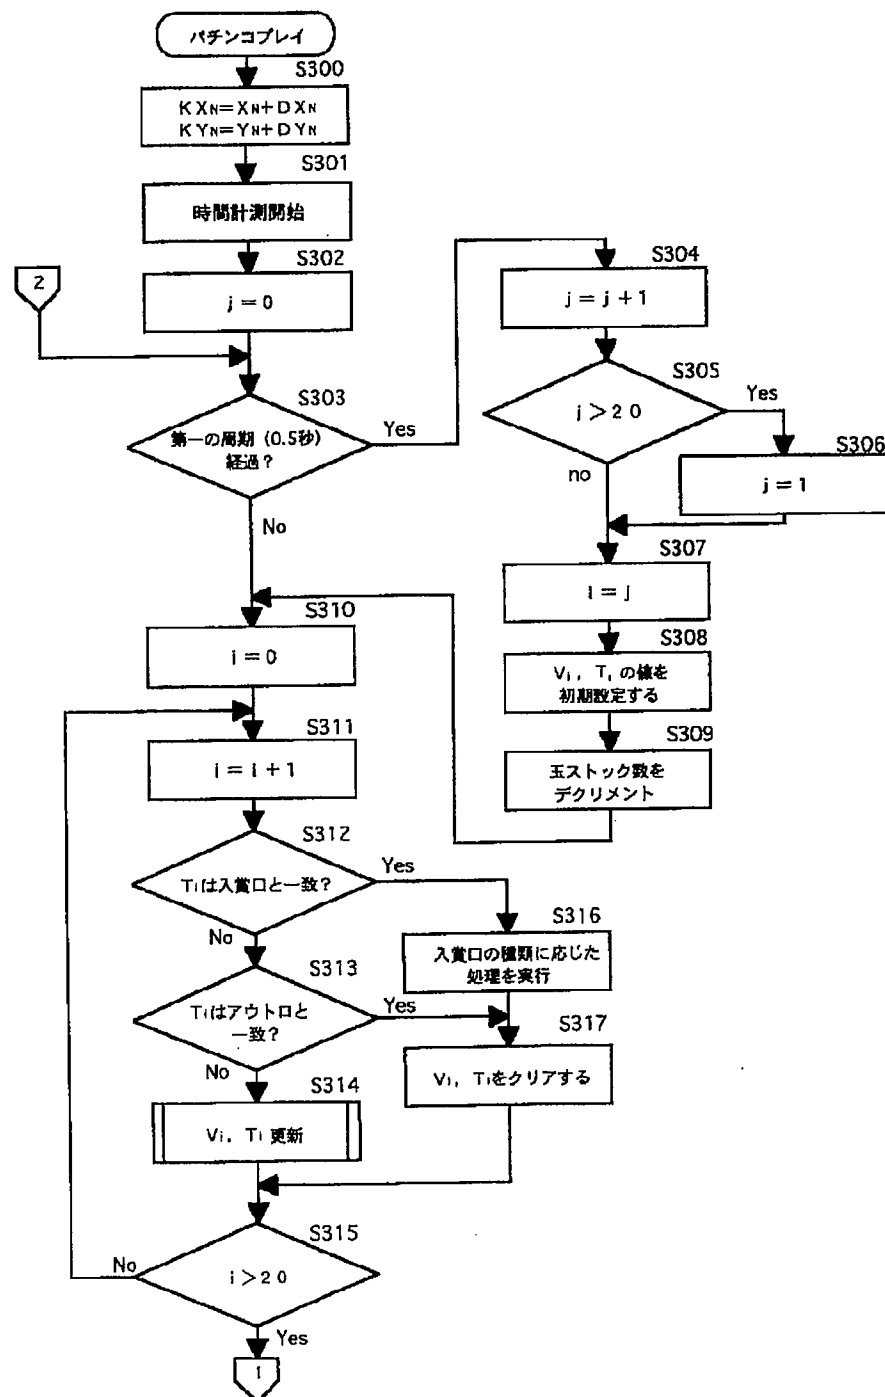 パチンコプレイ
S300
KXN=XN+DXN
KYN=YN+DYN
S301
時間計測開始
S302
j=0
2
S303
第一の周期(0.5秒)
経過?
Yes
No
S304
j=j+1
S305
j>20
Yes
no
S306
j=1
S307
i=j
S308
Vi,Tiの値を
初期設定する
S309
玉ストック数を
デクリメント
S310
i=0
S311
i=i+1
S312
Tiは入賞口と一致?
Yes
No
S316
入賞口の種類に応じた
処理を実行
S313
Tiはアウトロと
一致?
Yes
No
S317
Vi,Tiをクリアする
S314
Vi,Ti更新
S315
i>20
No
Yes
1